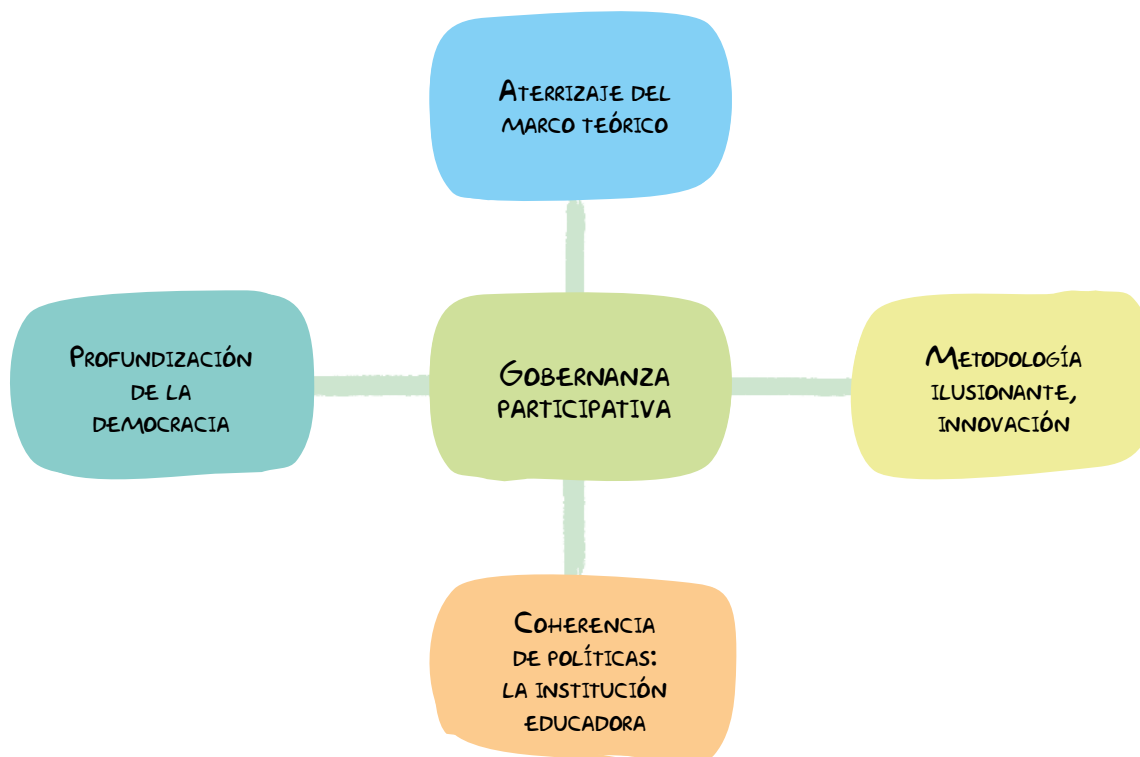 Aterrizaje del
marco teórico
Profundización
de la
democracia
Gobernanza
participativa
Metodología
ilusionante,
innovación
Coherencia
de políticas:
la institución
educadora